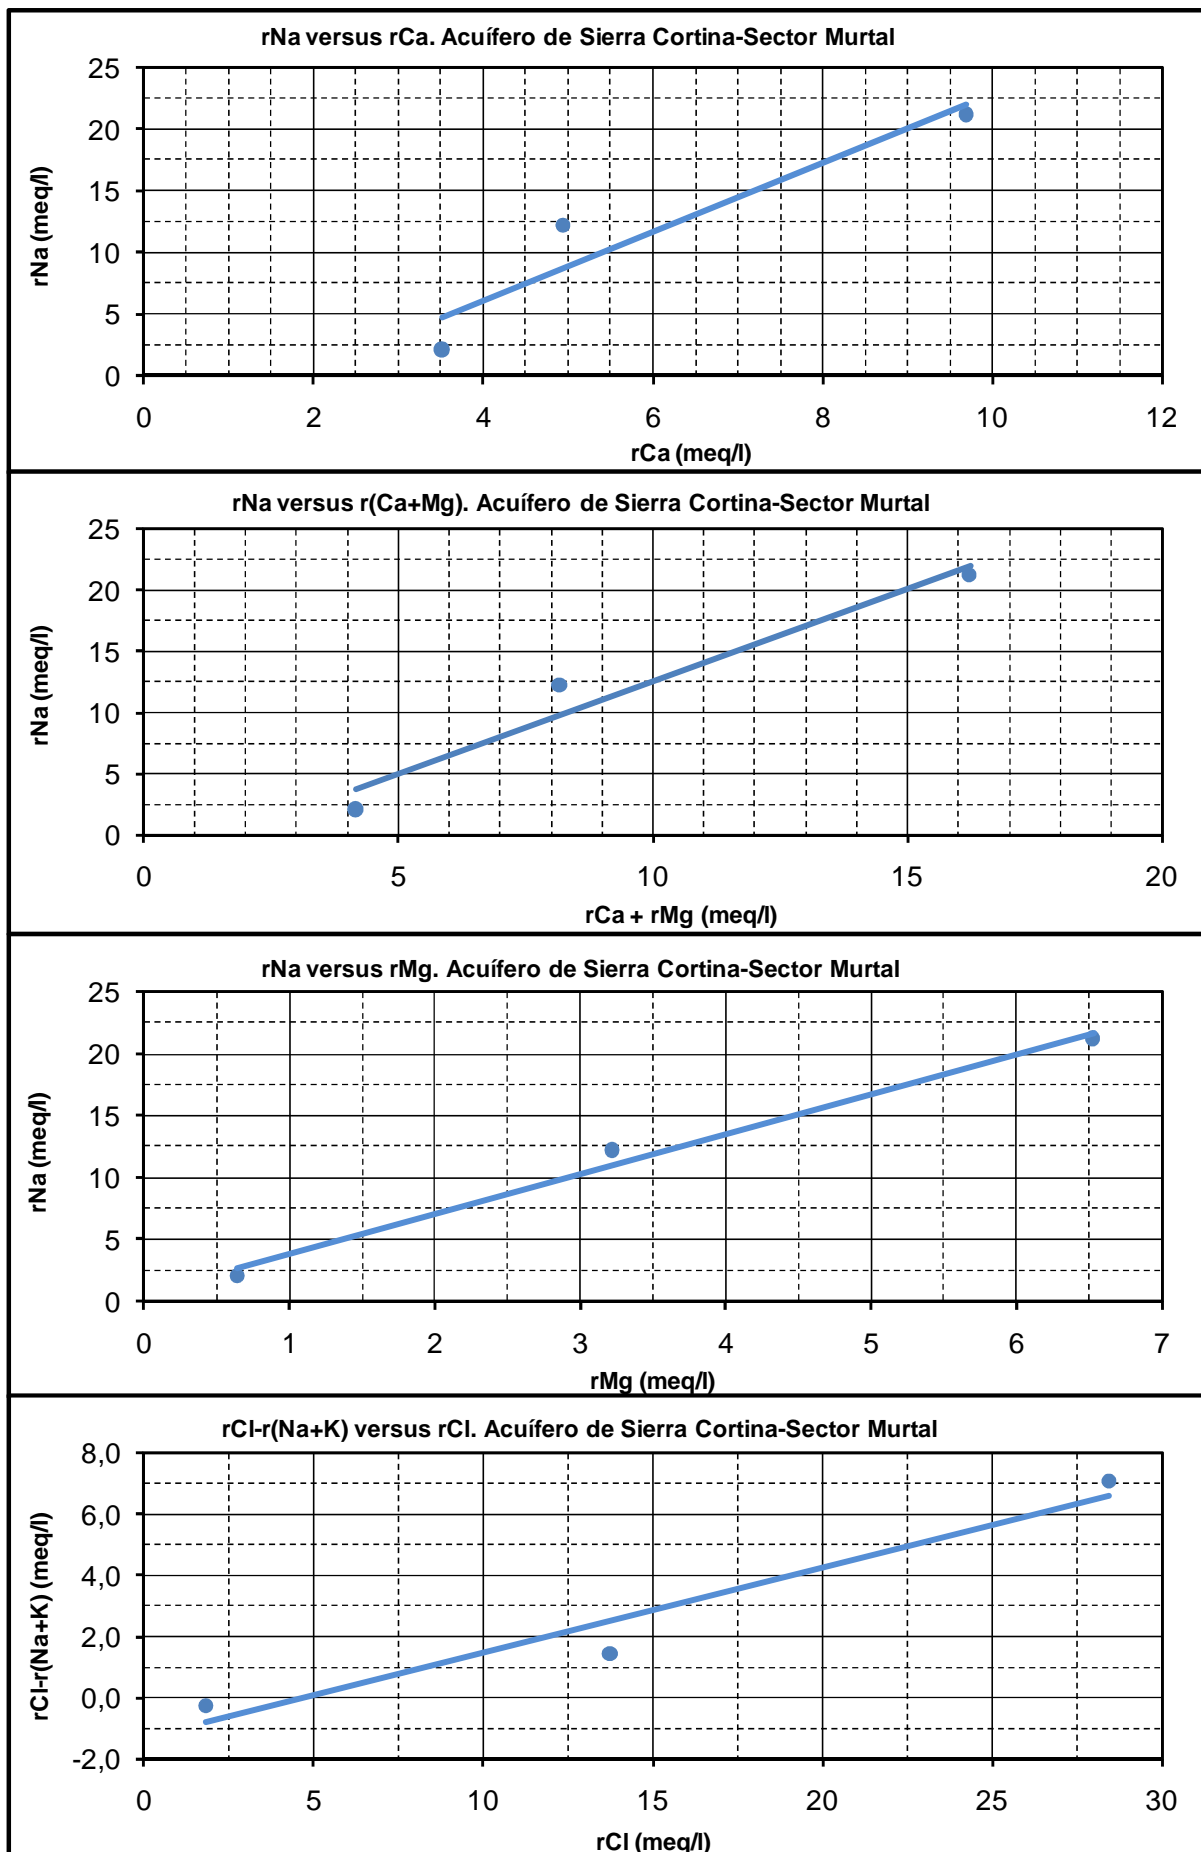 rNa versus rCa. Acuífero de Sierra Cortina-Sector Murtal
25
20
15
10
5
0
rNa (meq/l)
0 2 4 6 8 10 12
rCa (meq/l)
rNa versus r(Ca+Mg). Acuífero de Sierra Cortina-Sector Murtal
25
20
15
10
5
0
rNa (meq/l)
0 5 10 15 20
rCa + rMg (meq/l)
rNa versus rMg. Acuífero de Sierra Cortina-Sector Murtal
25
20
15
10
5
0
rNa (meq/l)
0 1 2 3 4 5 6 7
rMg (meq/l)
rCl-r(Na+K) versus rCl. Acuífero de Sierra Cortina-Sector Murtal
8,0
6,0
4,0
2,0
0,0
-2,0
rCl-r(Na+K) (meq/l)
0 5 10 15 20 25 30
rCl (meq/l)